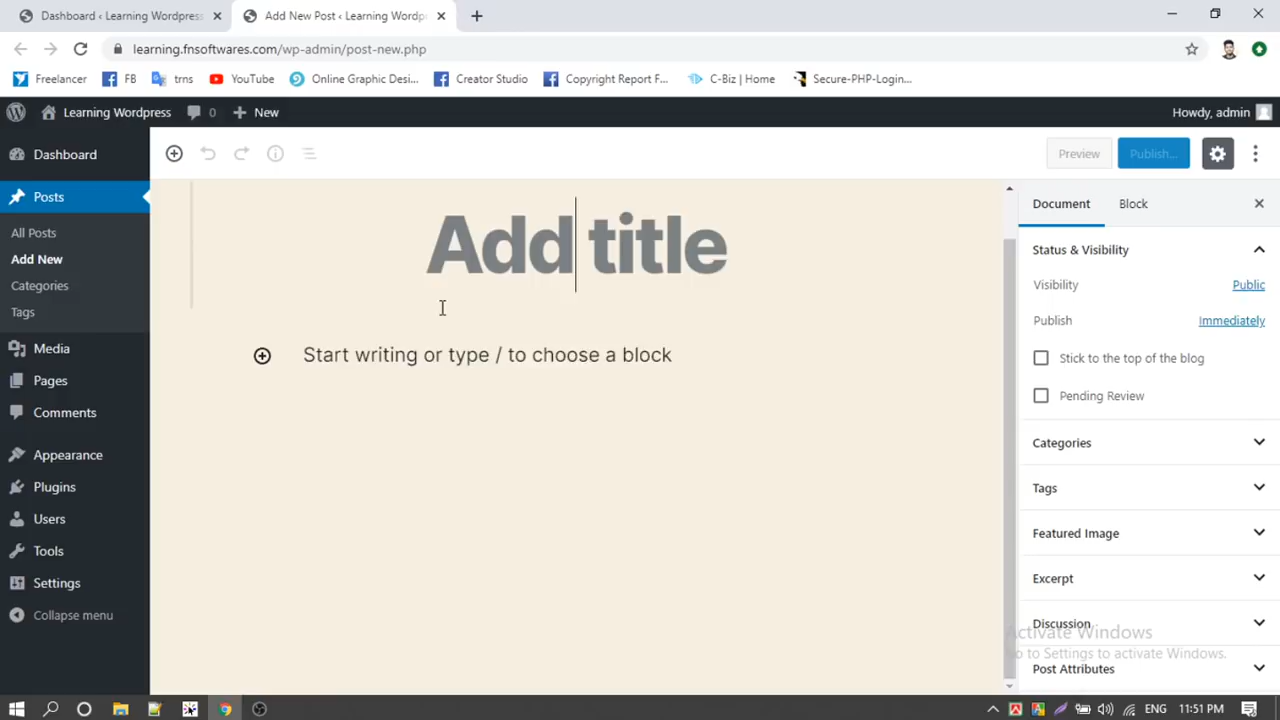 Dashboard ‹ Learning Wordpress
Add New Post ‹ Learning Wordpr
learning.fnsoftwares.com/wp-admin/post-new.php
Freelancer FB trns YouTube Online Graphic Desi... Creator Studio Copyright Report F... C-Biz | Home Secure-PHP-Login...
Learning Wordpress 0 New Howdy, admin
Dashboard
Posts
All Posts
Add New
Categories
Tags
Media
Pages
Comments
Appearance
Plugins
Users
Tools
Settings
Collapse menu
Preview Publish...
Add title
Start writing or type / to choose a block
Document Block
Status & Visibility
Visibility Public
Publish Immediately
Stick to the top of the blog
Pending Review
Categories
Tags
Featured Image
Excerpt
Discussion
Activate Windows
Go to Settings to activate Windows.
Post Attributes
ENG 11:51 PM